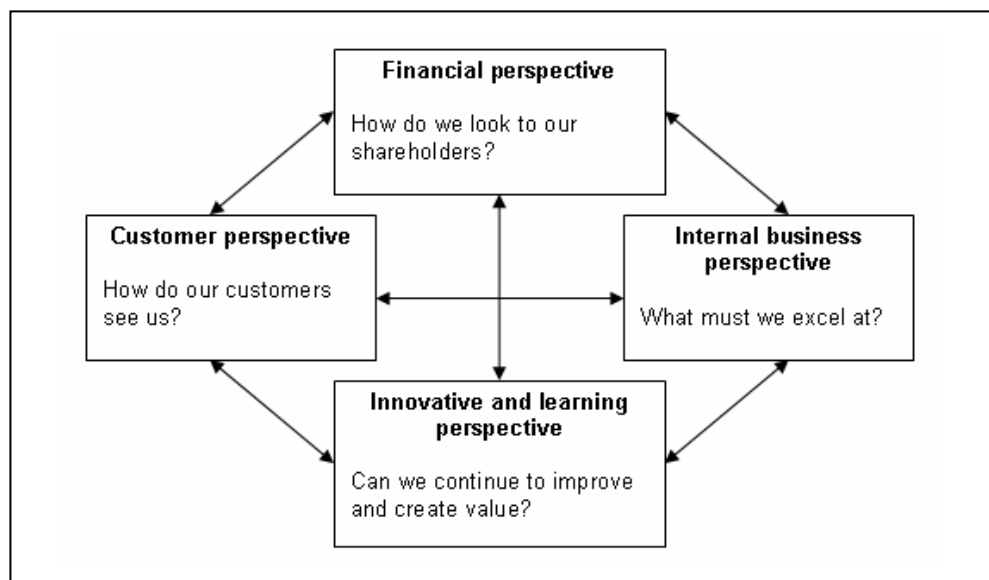 Financial perspective
How do we look to our
shareholders?
Customer perspective
How do our customers
see us?
Internal business
perspective
What must we excel at?
Innovative and learning
perspective
Can we continue to improve
and create value?